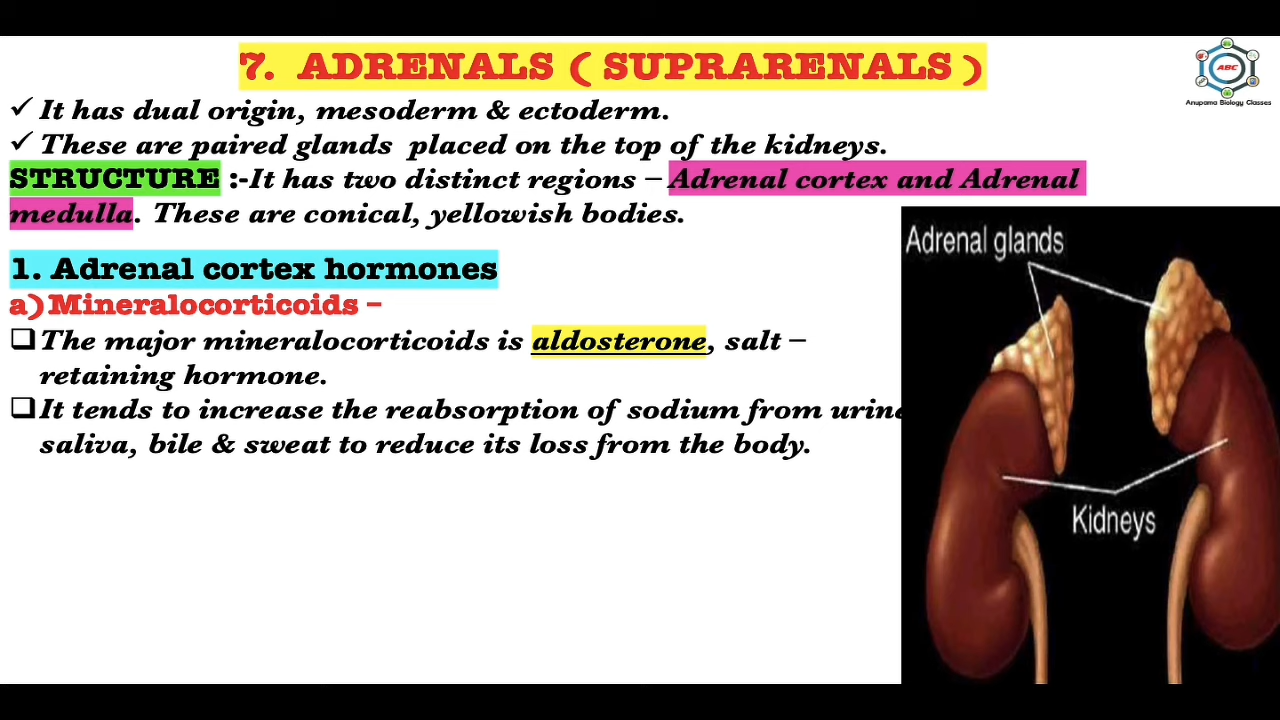 7. ADRENALS ( SUPRARENALS )
ABC
Anupama Biology Classes
✓ It has dual origin, mesoderm & ectoderm.
✓ These are paired glands placed on the top of the kidneys.
STRUCTURE :-It has two distinct regions – Adrenal cortex and Adrenal
medulla. These are conical, yellowish bodies.
Adrenal glands
1. Adrenal cortex hormones
a) Mineralocorticoids –
❑ The major mineralocorticoids is aldosterone, salt –
retaining hormone.
❑ It tends to increase the reabsorption of sodium from urine
saliva, bile & sweat to reduce its loss from the body.
Kidneys